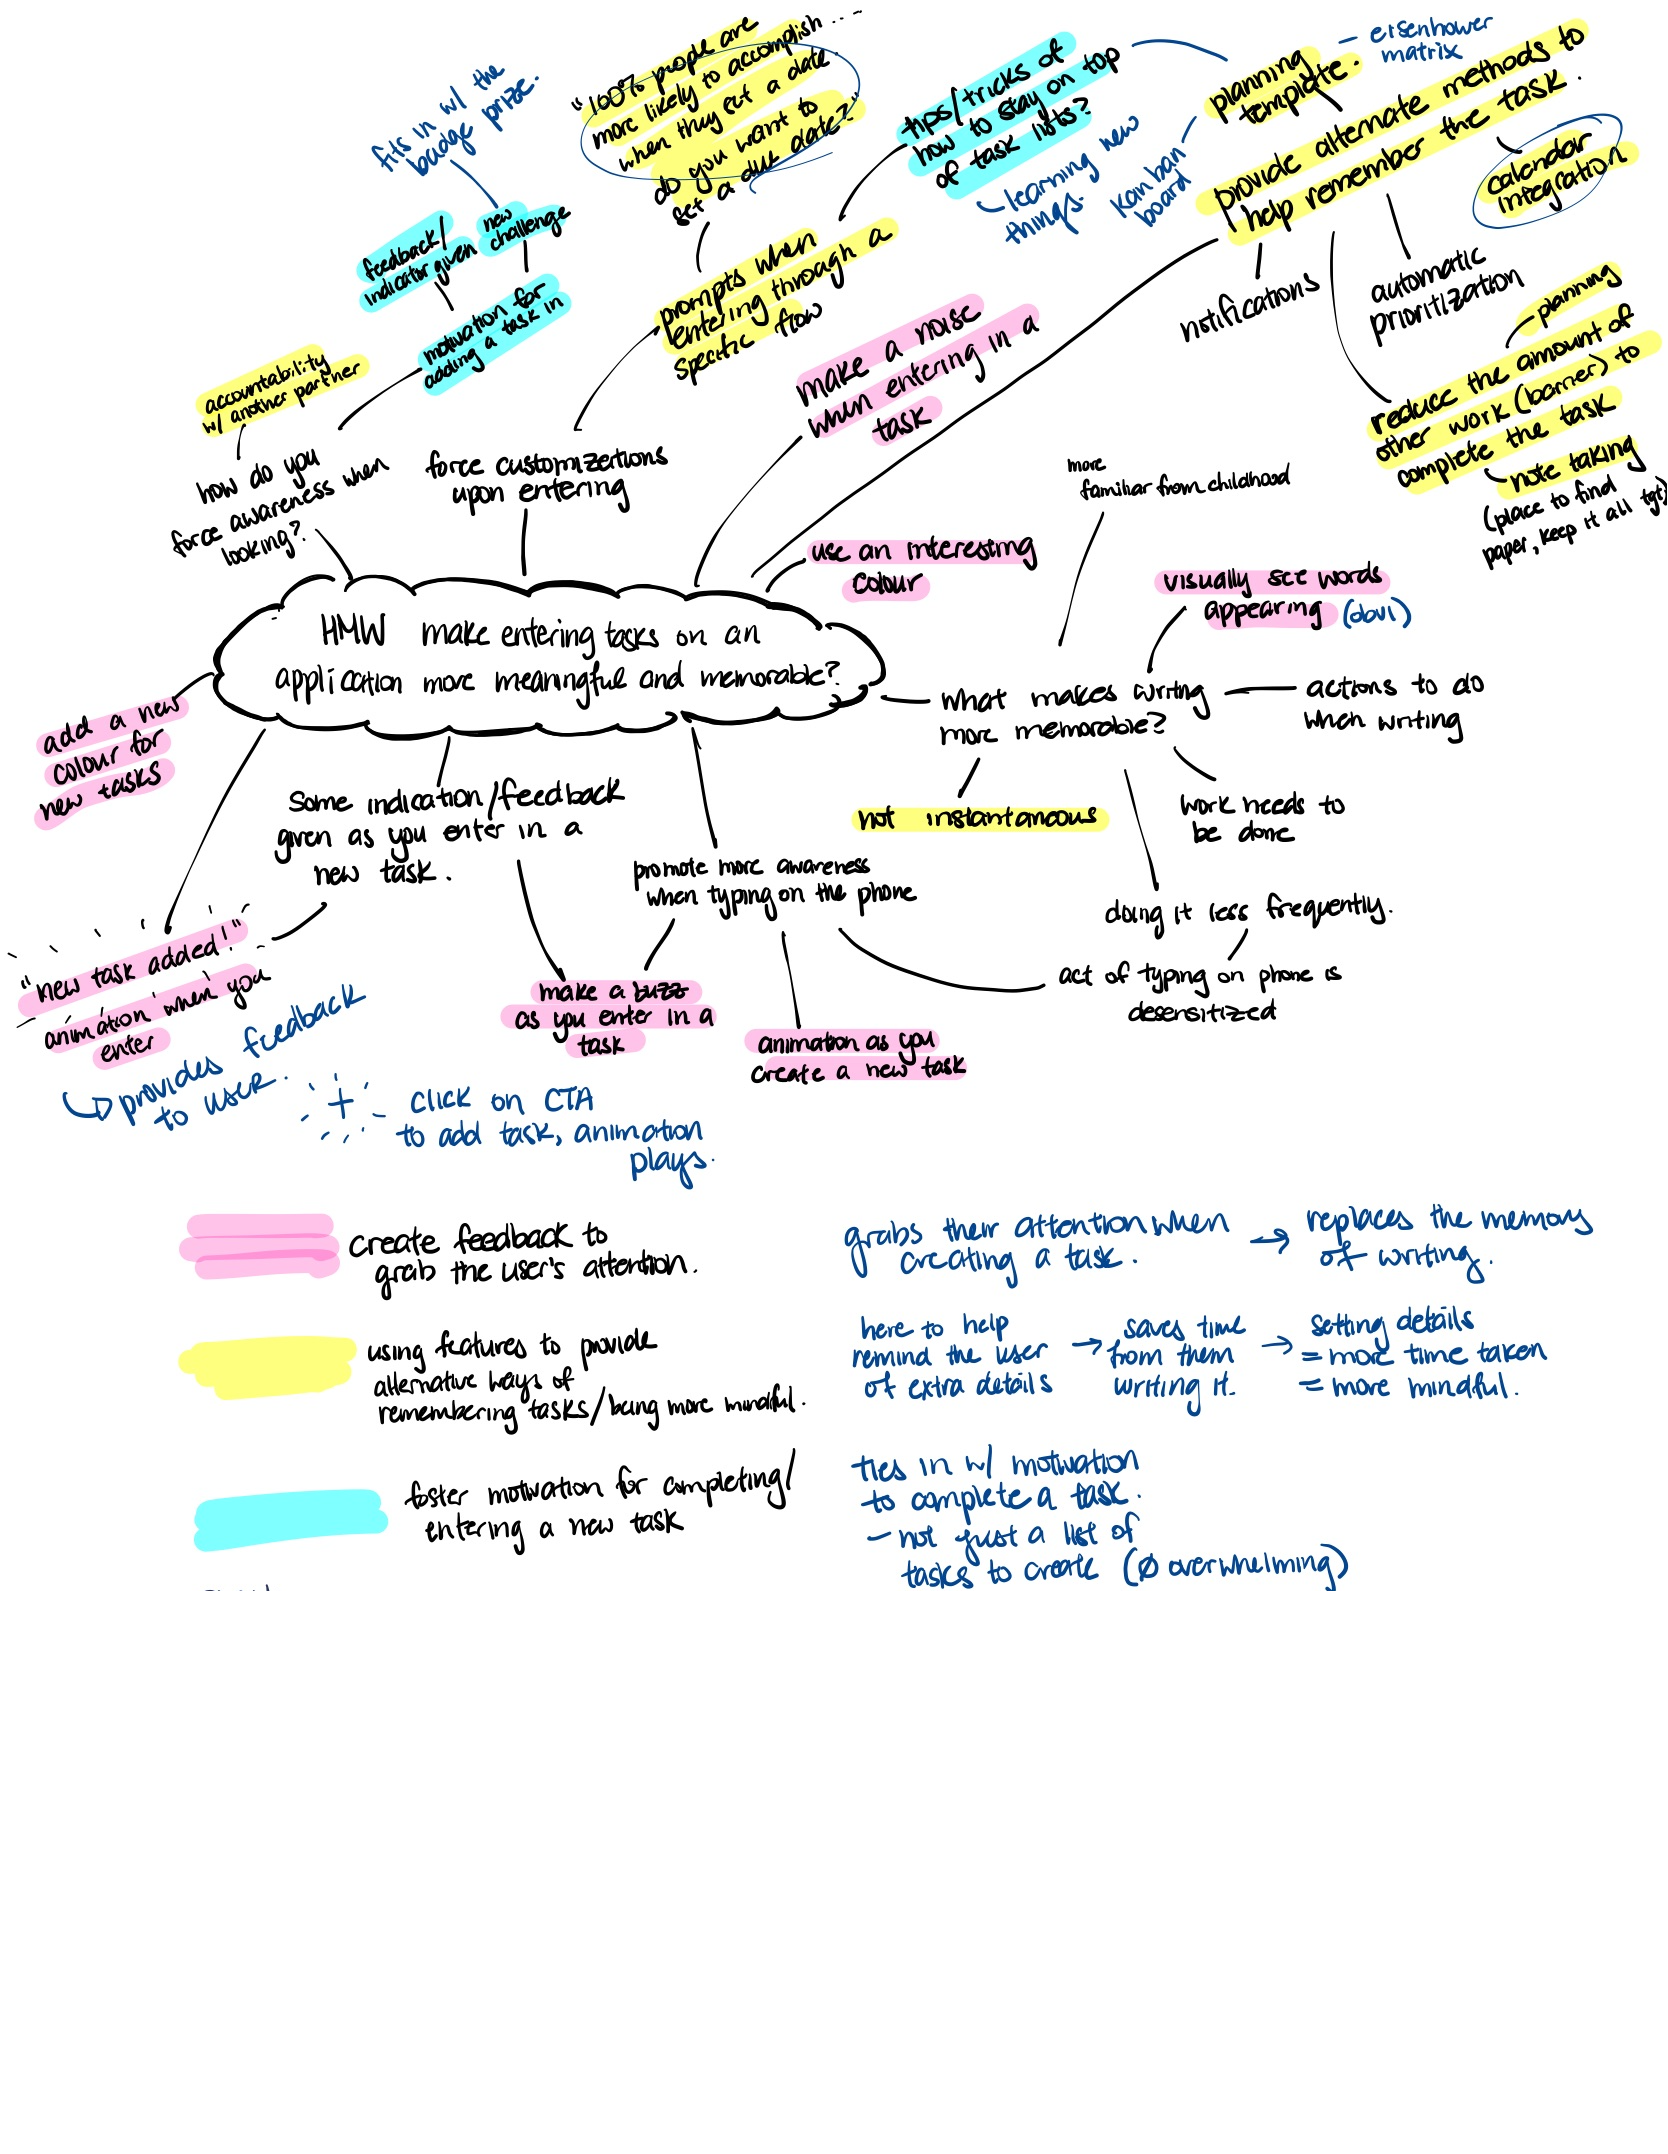 fits in w/ the
badge prize.
feedback/
indicator given
new
challenge
motivation for
adding a task in
accountability
w/ another partner
how do you
force awareness when
looking?
"100% people are
more likely to accomplish ....
when they set a date
do you want to
set a due date?"
prompts when
entering through a
specific flow
force customizations
upon entering
tips/tricks of
how to stay on top
of task lists?
learning new
things.
planning
template.
eisenhower
matrix
kanban
board
provide alternate methods to
help remember the task.
calendar
integration
notifications
automatic
prioritization
planning
reduce the amount of
other work (barrier) to
complete the task
note taking
(place to find
paper, keep it all tgt)
make a noise
when entering in a
task
use an interesting
colour
HMW make entering tasks on an
application more meaningful and memorable?
more
familiar from childhood
visually see words
appearing (obvi)
what makes writing
more memorable?
actions to do
when writing
not instantaneous
work needs to
be done
doing it less frequently.
act of typing on phone is
desensitized
add a new
colour for
new tasks
Some indication/feedback
given as you enter in a
new task.
promote more awareness
when typing on the phone
"new task added!"
animation when you
enter
provides feedback
to user.
make a buzz
as you enter in a
task
animation as you
create a new task
+ click on CTA
to add task, animation
plays.
create feedback to
grab the user's attention.
grabs their attention when
creating a task. → replaces the memory
of writing.
using features to provide
alternative ways of
remembering tasks/being more mindful.
here to help
remind the user
of extra details → saves time
from them
writing it. → setting details
= more time taken
= more mindful.
foster motivation for completing/
entering a new task
ties in w/ motivation
to complete a task.
- not just a list of
tasks to create (Ø overwhelming)